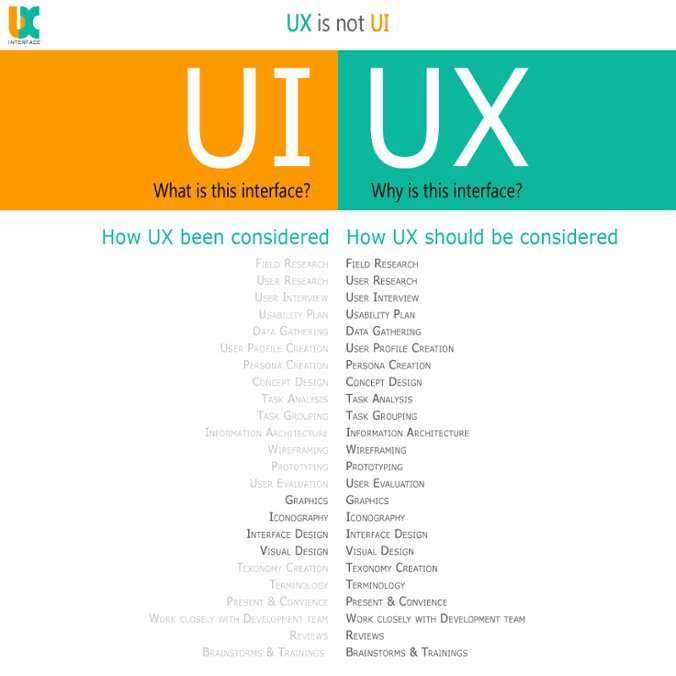 UX
INTERFACE
UX is not UI
UI
What is this interface?
UX
Why is this interface?
How UX been considered
Field Research
User Research
User Interview
Usability Plan
Data Gathering
User Profile Creation
Persona Creation
Concept Design
Task Analysis
Task Grouping
Information Architecture
Wireframing
Prototyping
User Evaluation
Graphics
Iconography
Interface Design
Visual Design
Texonomy Creation
Terminology
Present & Convience
Work closely with Development team
Reviews
Brainstorms & Trainings
How UX should be considered
Field Research
User Research
User Interview
Usability Plan
Data Gathering
User Profile Creation
Persona Creation
Concept Design
Task Analysis
Task Grouping
Information Architecture
Wireframing
Prototyping
User Evaluation
Graphics
Iconography
Interface Design
Visual Design
Texonomy Creation
Terminology
Present & Convience
Work closely with Development team
Reviews
Brainstorms & Trainings